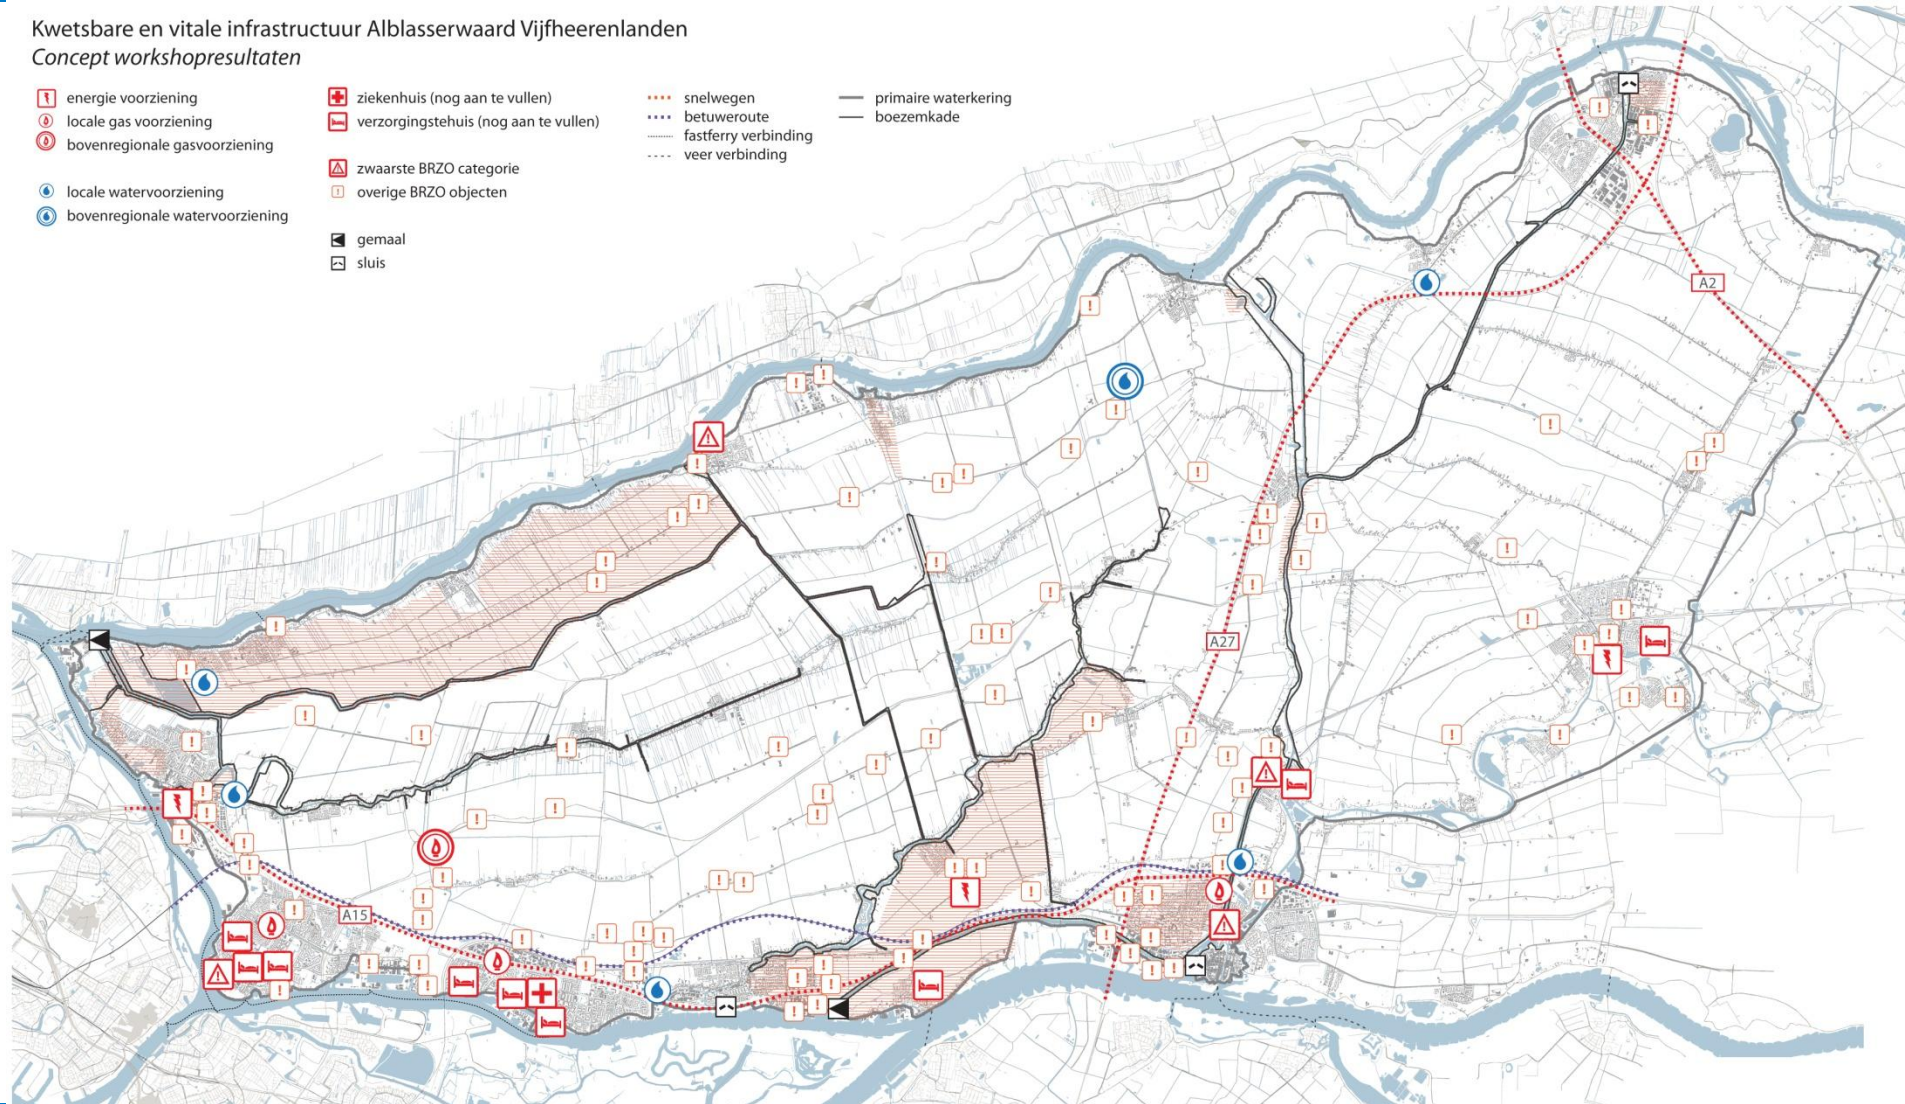 Kwetsbare en vitale infrastructuur Alblasserwaard Vijfheerenlanden
Concept workshopresultaten
energie voorziening
locale gas voorziening
bovenregionale gasvoorziening
locale watervoorziening
bovenregionale watervoorziening
ziekenhuis (nog aan te vullen)
verzorgingstehuis (nog aan te vullen)
zwaarste BRZO categorie
overige BRZO objecten
gemaal
sluis
snelwegen
betuweroute
fastferry verbinding
veer verbinding
primaire waterkering
boezemkade
A2
A27
A15